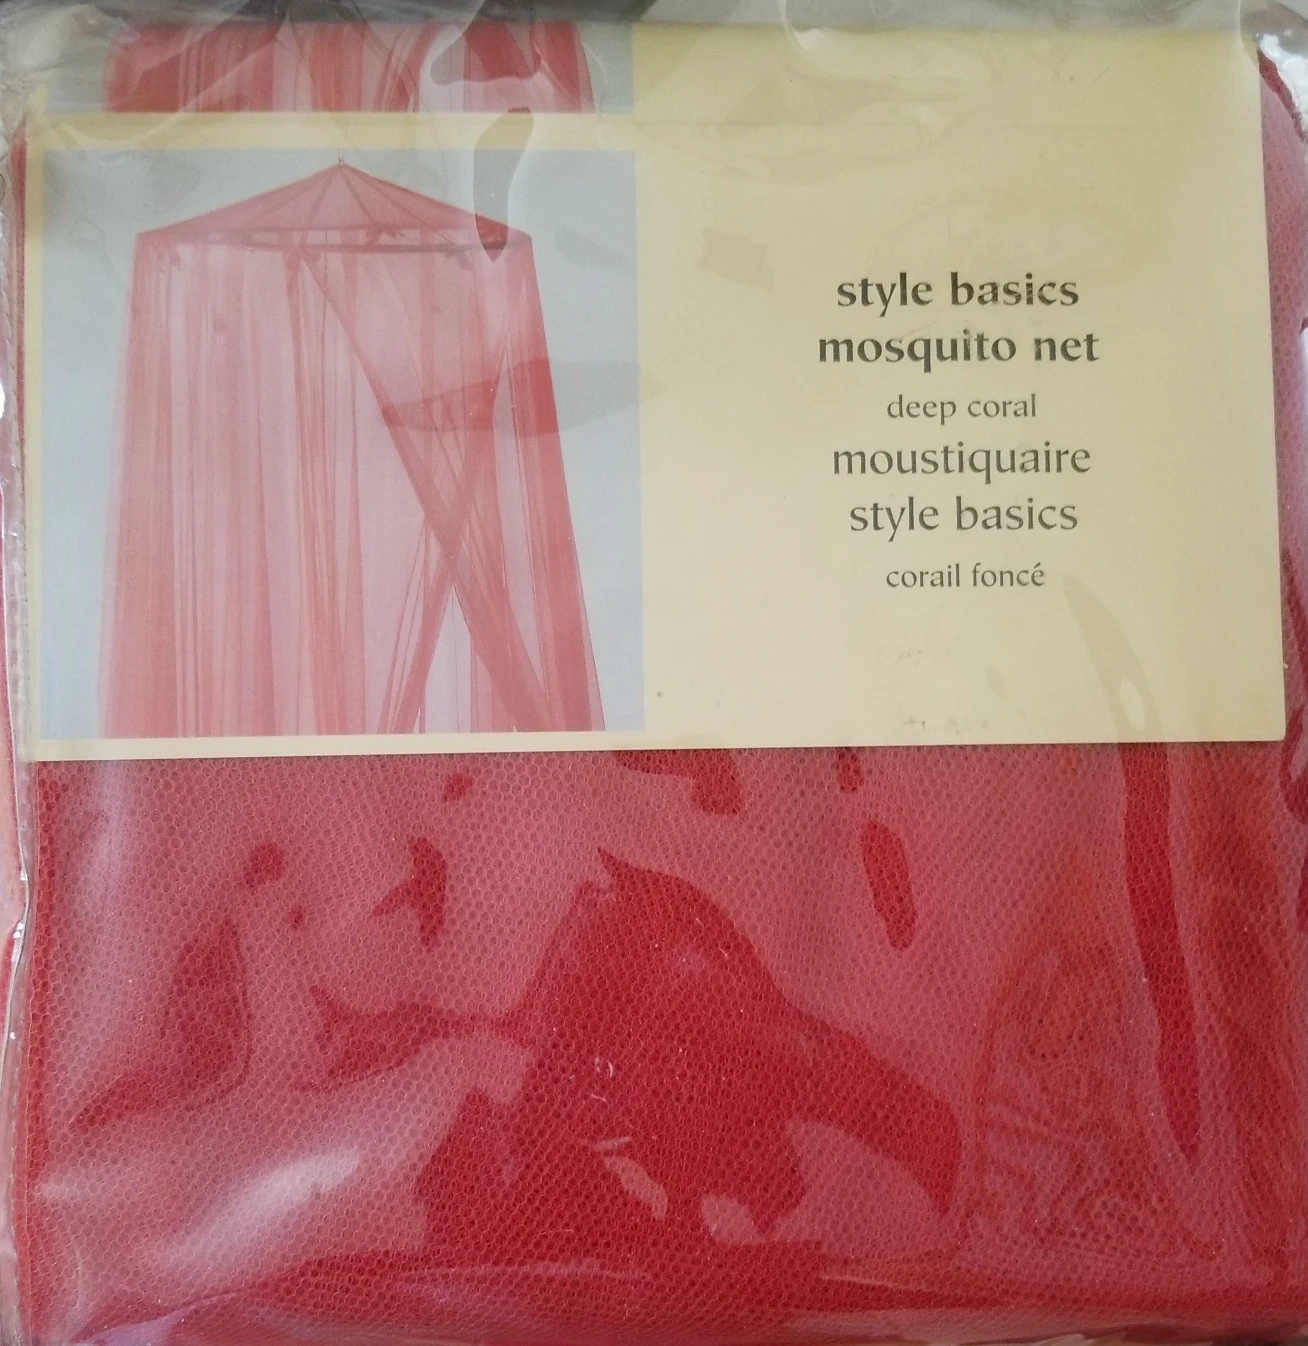 style basics
mosquito net
deep coral
moustiquaire
style basics
corail foncé